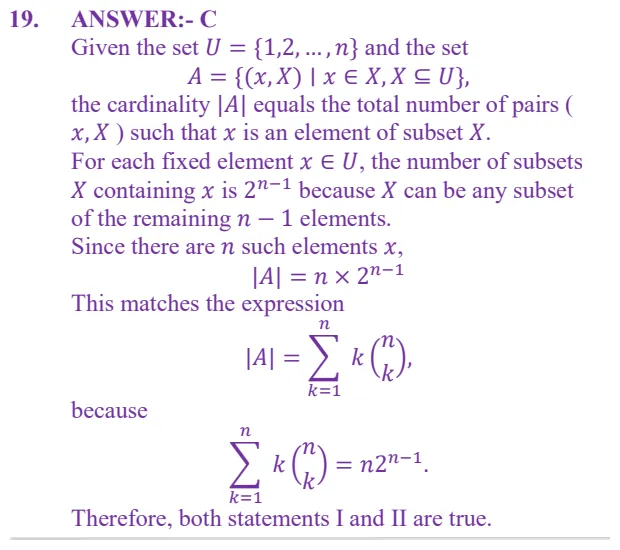 19. ANSWER:- C
Given the set 𝑈 = {1,2, … , 𝑛} and the set
𝐴 = {(𝑥, 𝑋) ∣ 𝑥 ∈ 𝑋, 𝑋 ⊆ 𝑈},
the cardinality |𝐴| equals the total number of pairs (
𝑥, 𝑋 ) such that 𝑥 is an element of subset 𝑋.
For each fixed element 𝑥 ∈ 𝑈, the number of subsets
𝑋 containing 𝑥 is 2ⁿ⁻¹ because 𝑋 can be any subset
of the remaining 𝑛 − 1 elements.
Since there are 𝑛 such elements 𝑥,
|𝐴| = 𝑛 × 2ⁿ⁻¹
This matches the expression
|𝐴| = ∑_{k=1}^{n} k \binom{n}{k},
because
∑_{k=1}^{n} k \binom{n}{k} = n2ⁿ⁻¹.
Therefore, both statements I and II are true.